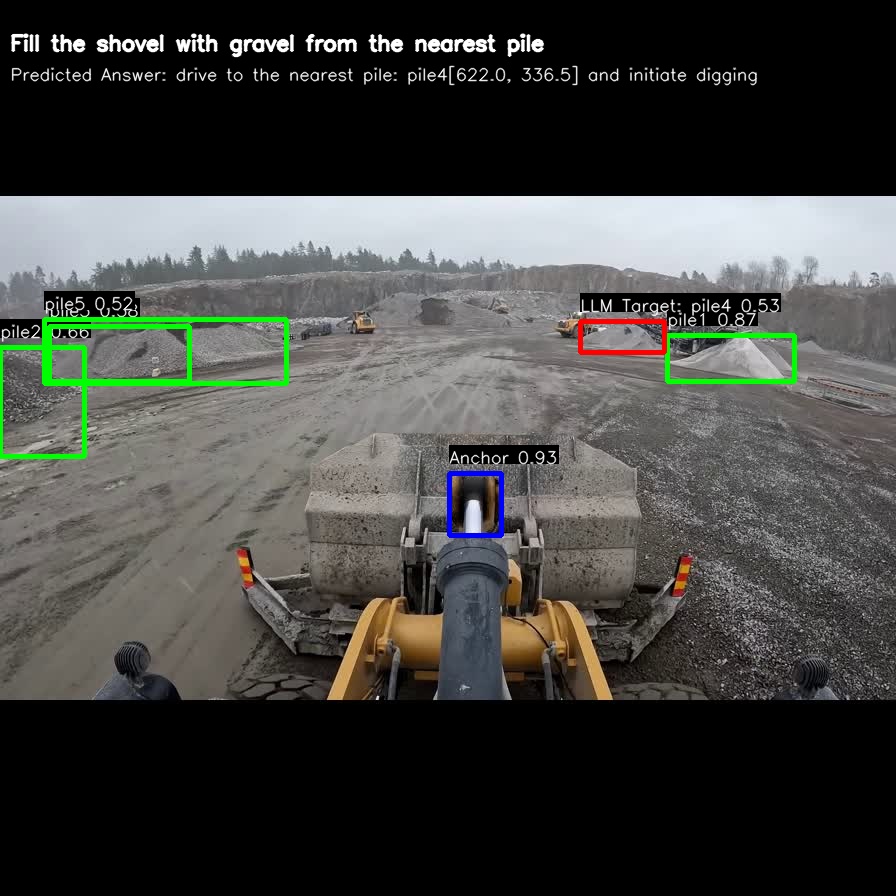 Fill the shovel with gravel from the nearest pile
Predicted Answer: drive to the nearest pile: pile4[622.0, 336.5] and initiate digging
pile5 0.52
LLM Target: pile4 0.53
pile1 0.87
pile2 0.66
Anchor 0.93